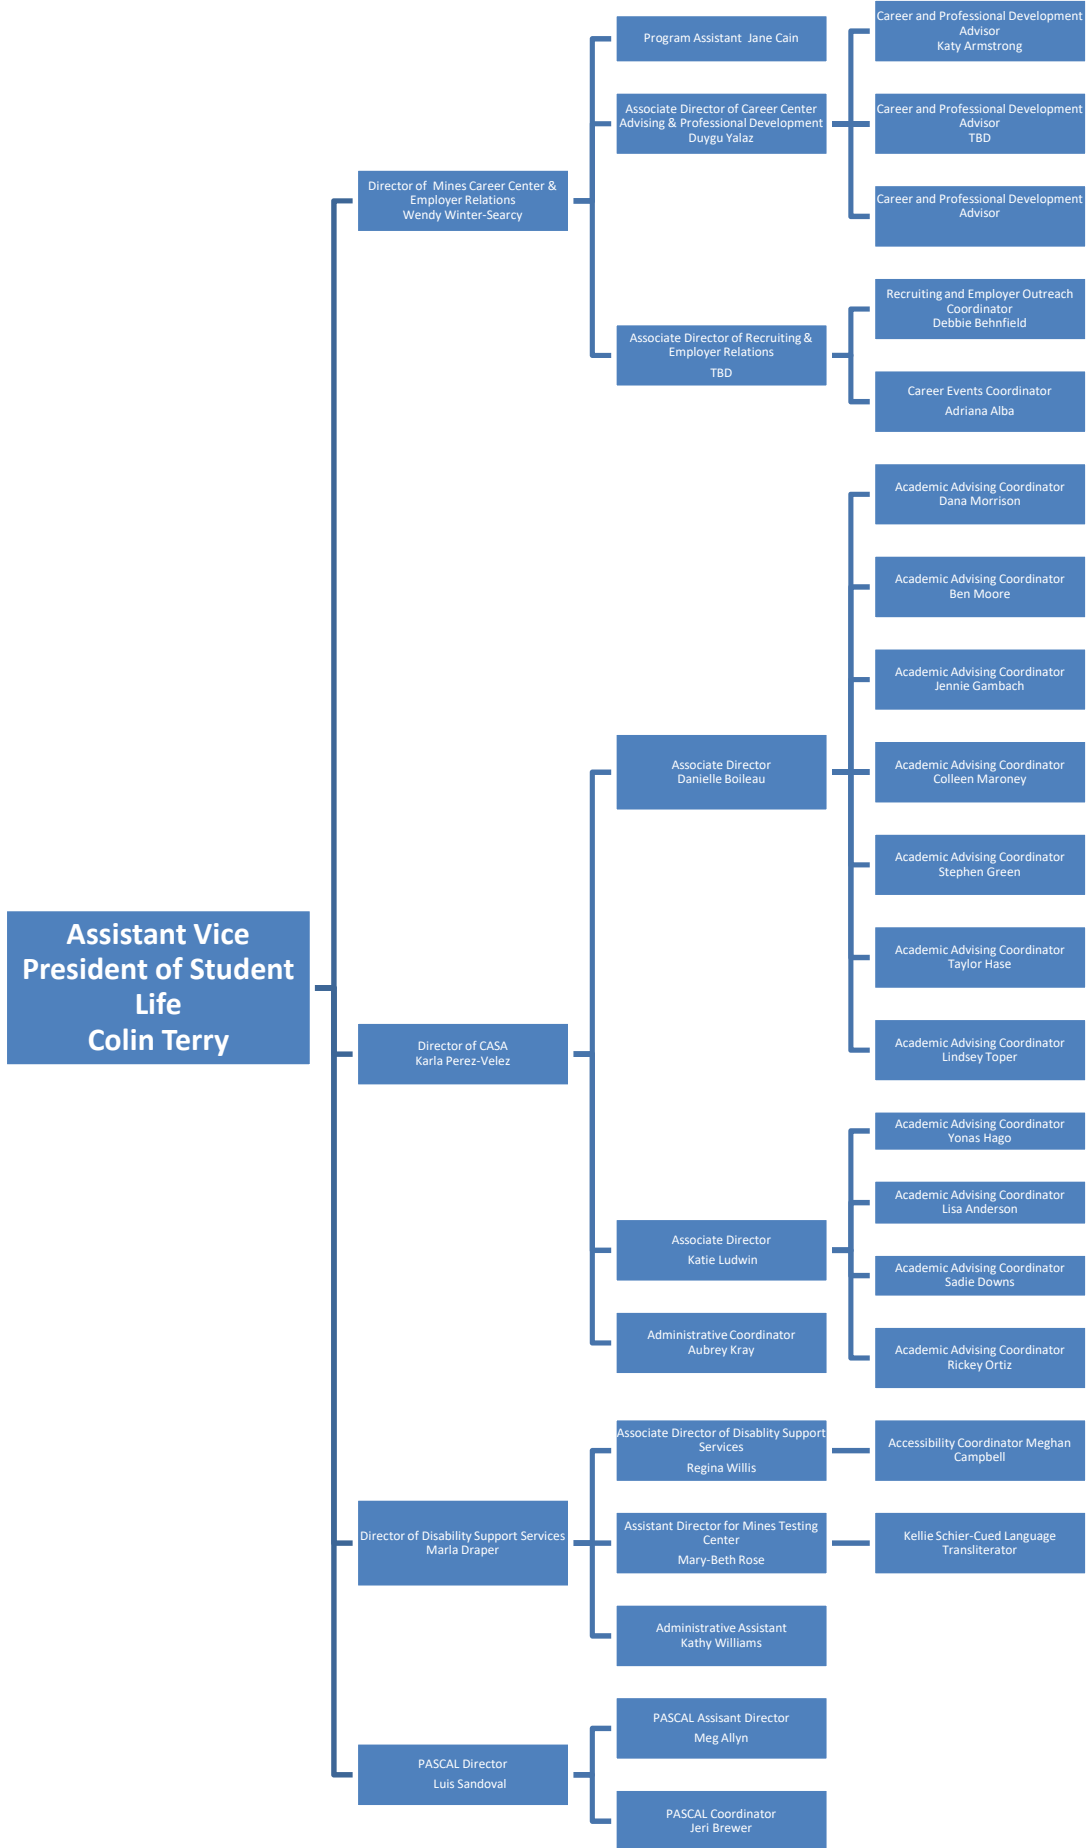 Assistant Vice
President of Student
Life
Colin Terry
Director of Mines Career Center &
Employer Relations
Wendy Winter-Searcy
Program Assistant Jane Cain
Associate Director of Career Center
Advising & Professional Development
Duygu Yalaz
Career and Professional Development
Advisor
Katy Armstrong
Career and Professional Development
Advisor
TBD
Career and Professional Development
Advisor
Associate Director of Recruiting &
Employer Relations
TBD
Recruiting and Employer Outreach
Coordinator
Debbie Behnfield
Career Events Coordinator
Adriana Alba
Director of CASA
Karla Perez-Velez
Associate Director
Danielle Boileau
Academic Advising Coordinator
Dana Morrison
Academic Advising Coordinator
Ben Moore
Academic Advising Coordinator
Jennie Gambach
Academic Advising Coordinator
Colleen Maroney
Academic Advising Coordinator
Stephen Green
Academic Advising Coordinator
Taylor Hase
Academic Advising Coordinator
Lindsey Toper
Associate Director
Katie Ludwin
Academic Advising Coordinator
Yonas Hago
Academic Advising Coordinator
Lisa Anderson
Academic Advising Coordinator
Sadie Downs
Academic Advising Coordinator
Rickey Ortiz
Administrative Coordinator
Aubrey Kray
Director of Disability Support Services
Marla Draper
Associate Director of Disablity Support
Services
Regina Willis
Accessibility Coordinator Meghan
Campbell
Assistant Director for Mines Testing
Center
Mary-Beth Rose
Kellie Schier-Cued Language
Transliterator
Administrative Assistant
Kathy Williams
PASCAL Director
Luis Sandoval
PASCAL Assisant Director
Meg Allyn
PASCAL Coordinator
Jeri Brewer